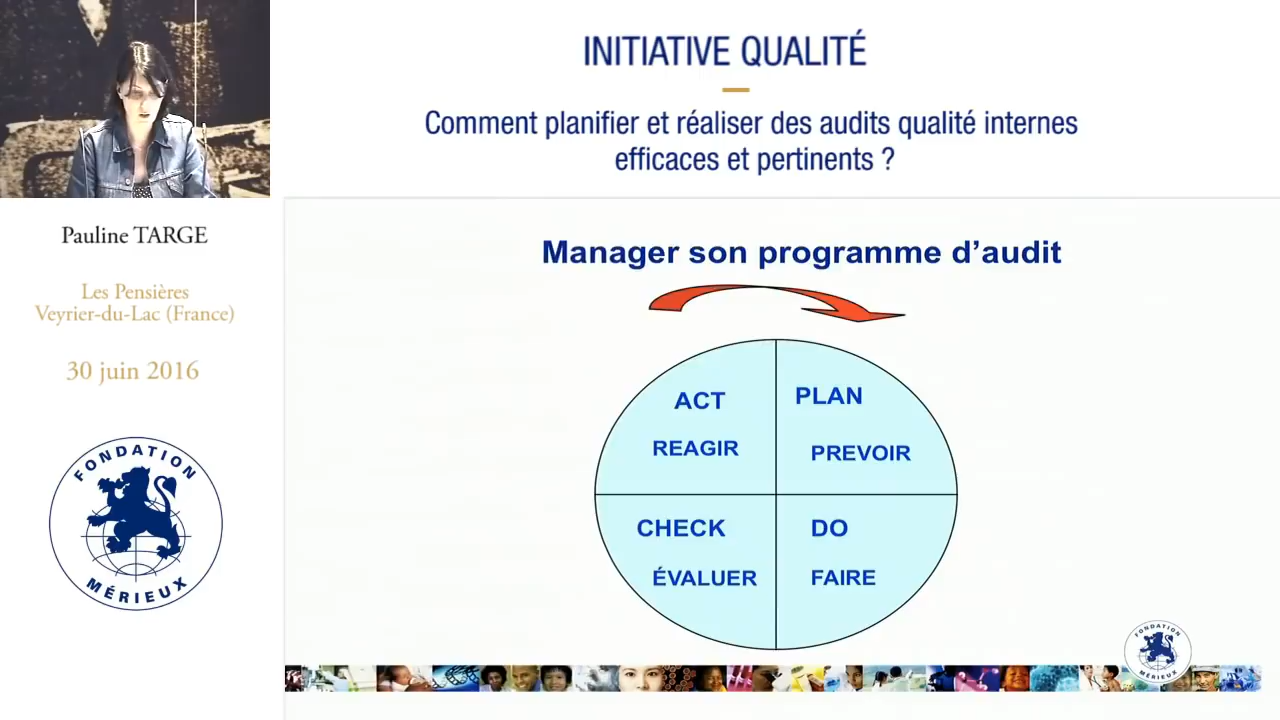 INITIATIVE QUALITÉ
Comment planifier et réaliser des audits qualité internes
efficaces et pertinents ?
Pauline TARGE
Les Pensières
Veyrier-du-Lac (France)
30 juin 2016
FONDATION
MÉRIEUX
Manager son programme d’audit
ACT
REAGIR
PLAN
PREVOIR
CHECK
ÉVALUER
DO
FAIRE
FONDATION
MÉRIEUX